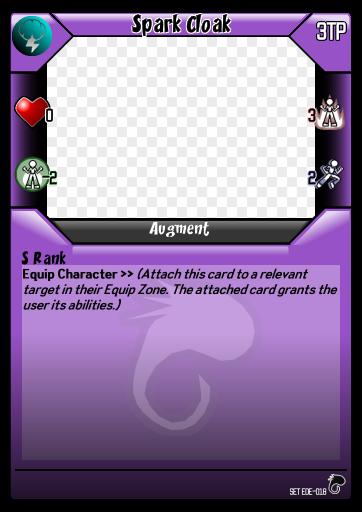 Spark Cloak
3TP
0
3
-2
2
Augment
S Rank
Equip Character >> (Attach this card to a relevant
target in their Equip Zone. The attached card grants the
user its abilities.)
SET EOE-018